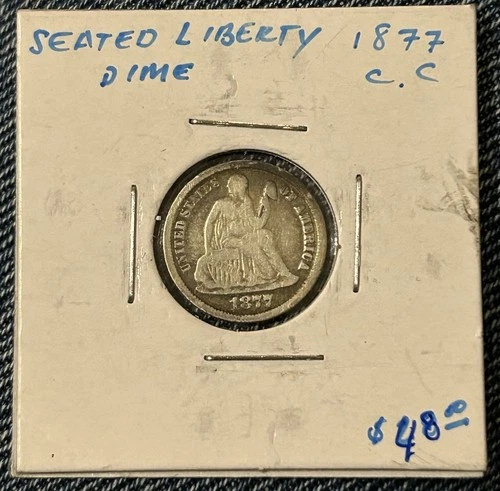 SEATED LIBERTY 1877
DIME C.C
UNITED STATES OF AMERICA
1877
$48.00